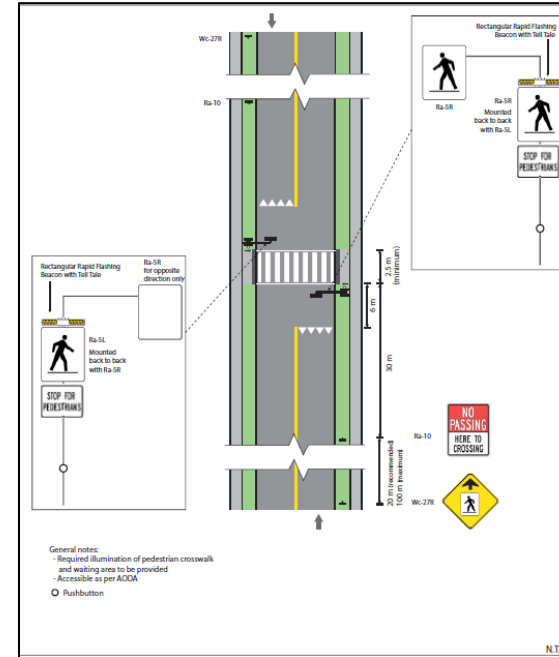 Wc-27R
Ra-10
Rectangular Rapid Flashing
Beacon with Tell Tale
Ra-5R
Ra-5R
Mounted
back to back
with Ra-5L
STOP FOR
PEDESTRIANS
2.5 m
(minimum)
6 m
30 m
20 m (recommended)
100 m maximum
Rectangular Rapid Flashing
Beacon with Tell Tale
Ra-5R
for opposite
direction only
Ra-5L
Mounted
back to back
with Ra-5R
STOP FOR
PEDESTRIANS
Ra-10
NO
PASSING
HERE TO
CROSSING
Wc-27R
General notes:
- Required illumination of pedestrian crosswalk
and waiting area to be provided
- Accessible as per AODA
Pushbutton
N.T